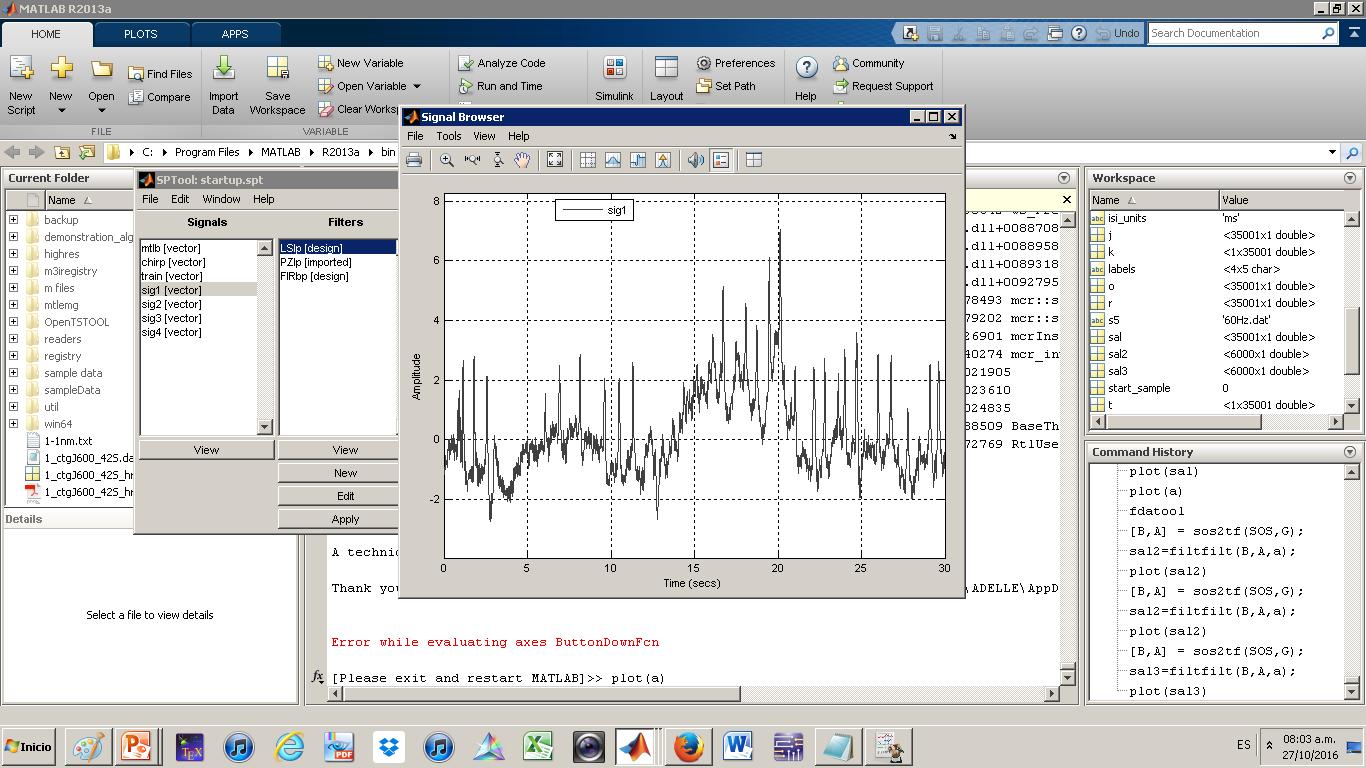 MATLAB R2013a
HOME PLOTS APPS
Undo
Search Documentation
New Script
New
Open
Find Files
Compare
Import Data
Save Workspace
New Variable
Open Variable
Clear Worksp
Analyze Code
Run and Time
Simulink
Layout
Preferences
Set Path
Help
Community
Request Support
FILE
VARIABLE
C: Program Files MATLAB R2013a bin
Current Folder
Name
backup
demonstration_alg
highres
m3iregistry
m files
mtlemg
OpenTSTOOL
readers
registry
sample data
sampleData
util
win64
1-1nm.txt
1_ctgJ600_425.da
1_ctgJ600_425_hr
1_ctgJ600_425_hr
Details
Select a file to view details
SPTool: startup.spt
File Edit Window Help
Signals
mtlb [vector]
chirp [vector]
train [vector]
sig1 [vector]
sig2 [vector]
sig3 [vector]
sig4 [vector]
View
Filters
LSlp [design]
PZlp [imported]
FIRbp [design]
View
New
Edit
Apply
Signal Browser
File Tools View Help
sig1
8
6
4
2
0
-2
Amplitude
0 5 10 15 20 25 30
Time (secs)
.dll+0088708
.dll+0088958
.dll+0089318
.dll+0092795
78493 mcr::s
79202 mcr::s
26901 mcrIns
40274 mcr_in
021905
023610
024835
88509 BaseTh
72769 RtlUse
A techni
Thank you
\ADELLE\AppD
Error while evaluating axes ButtonDownFcn
fx
[Please exit and restart MATLAB]>> plot(a)
Workspace
Name Value
isi_units 'ms'
j <35001x1 double>
k <1x35001 double>
labels <4x5 char>
o <35001x1 double>
r <35001x1 double>
s5 '60Hz.dat'
sal <35001x1 double>
sal2 <6000x1 double>
sal3 <6000x1 double>
start_sample 0
t <1x35001 double>
Command History
plot(sal)
plot(a)
fdatool
[B,A] = sos2tf(SOS,G);
sal2=filtfilt(B,A,a);
plot(sal2)
[B,A] = sos2tf(SOS,G);
sal2=filtfilt(B,A,a);
plot(sal2)
[B,A] = sos2tf(SOS,G);
sal3=filtfilt(B,A,a);
plot(sal3)
Inicio
ES
08:03 a.m.
27/10/2016